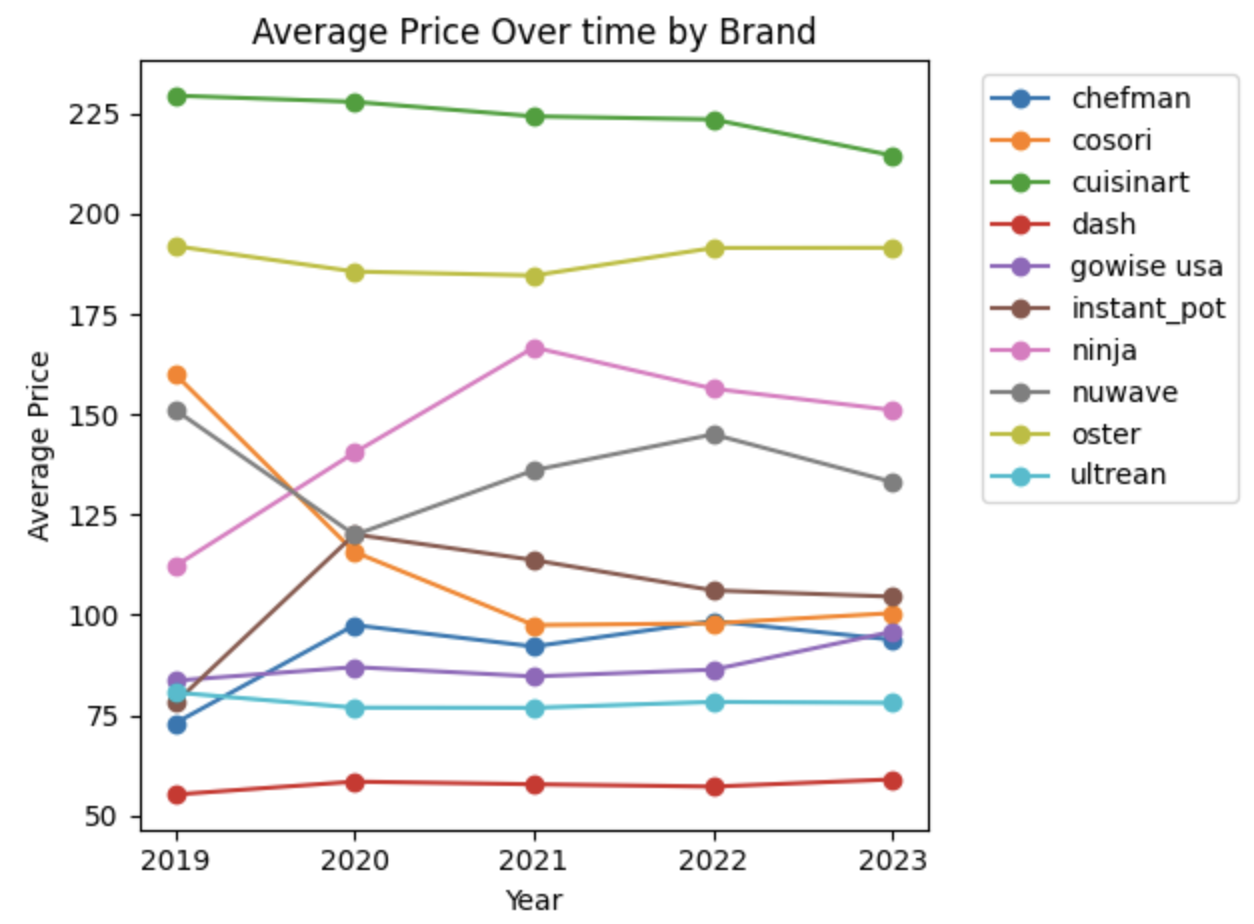 Average Price Over time by Brand
225
200
175
150
125
100
75
50
Average Price
2019 2020 2021 2022 2023
Year
chefman
cosori
cuisinart
dash
gowise usa
instant_pot
ninja
nuwave
oster
ultrean